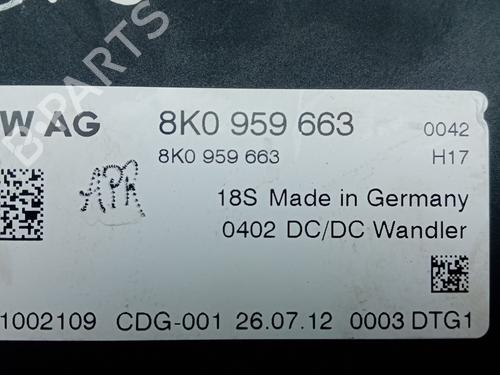 B-PARTS
W AG 8K0 959 663 0042
8K0 959 663 H17
18S Made in Germany
0402 DC/DC Wandler
1002109 CDG-001 26.07.12 0003 DTG1